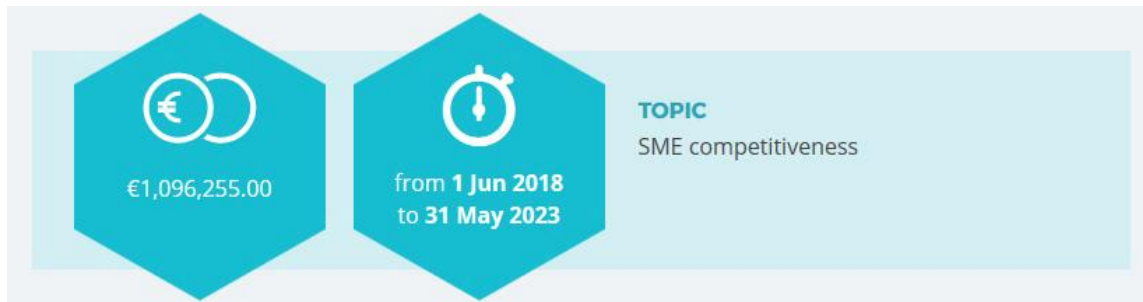 €1,096,255.00
from 1 Jun 2018
to 31 May 2023
TOPIC
SME competitiveness